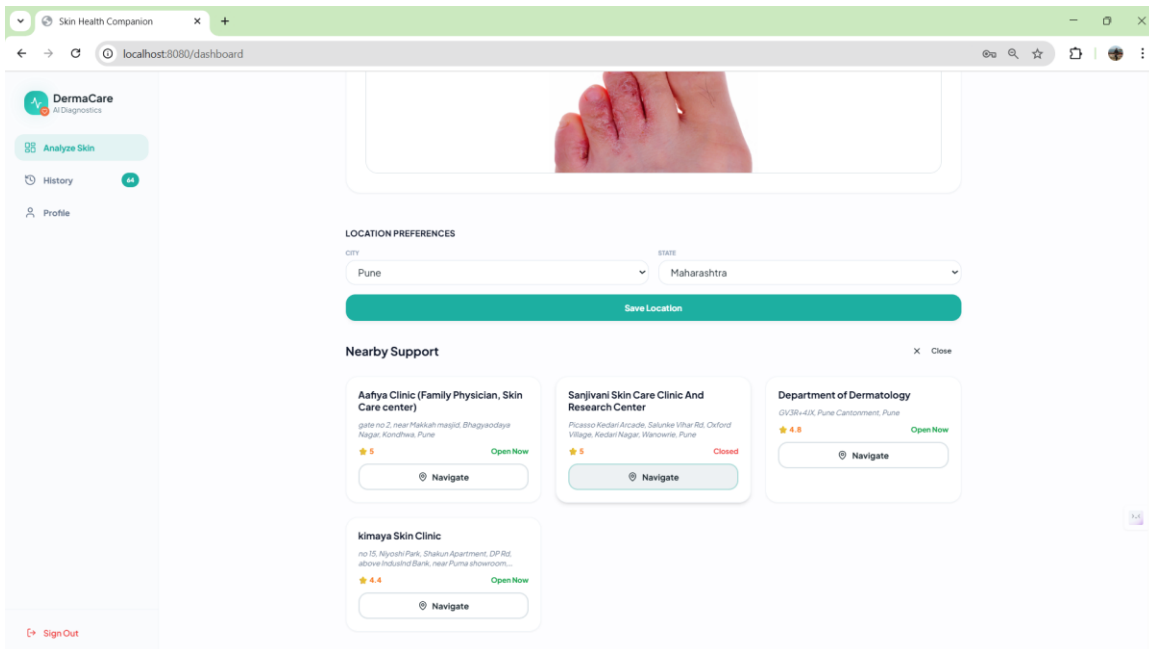 Skin Health Companion
localhost:8080/dashboard
DermaCare
AI Diagnostics
Analyze Skin
History 64
Profile
LOCATION PREFERENCES
CITY STATE
Pune Maharashtra
Save Location
Nearby Support Close
Aafiya Clinic (Family Physician, Skin
Care center)
gate no 2, near Makkah masjid, Bhagyaodaya
Nagar, Kondhwa, Pune
5 Open Now
Navigate
Sanjivani Skin Care Clinic And
Research Center
Picasso Kedari Arcade, Salunke Vihar Rd, Oxford
Village, Kedari Nagar, Wanowrie, Pune
5 Closed
Navigate
Department of Dermatology
GV3R+4JX, Pune Cantonment, Pune
4.8 Open Now
Navigate
kimaya Skin Clinic
no 15, Niyoshi Park, Shakun Apartment, DP Rd,
above IndusInd Bank, near Puma showroom,...
4.4 Open Now
Navigate
Sign Out